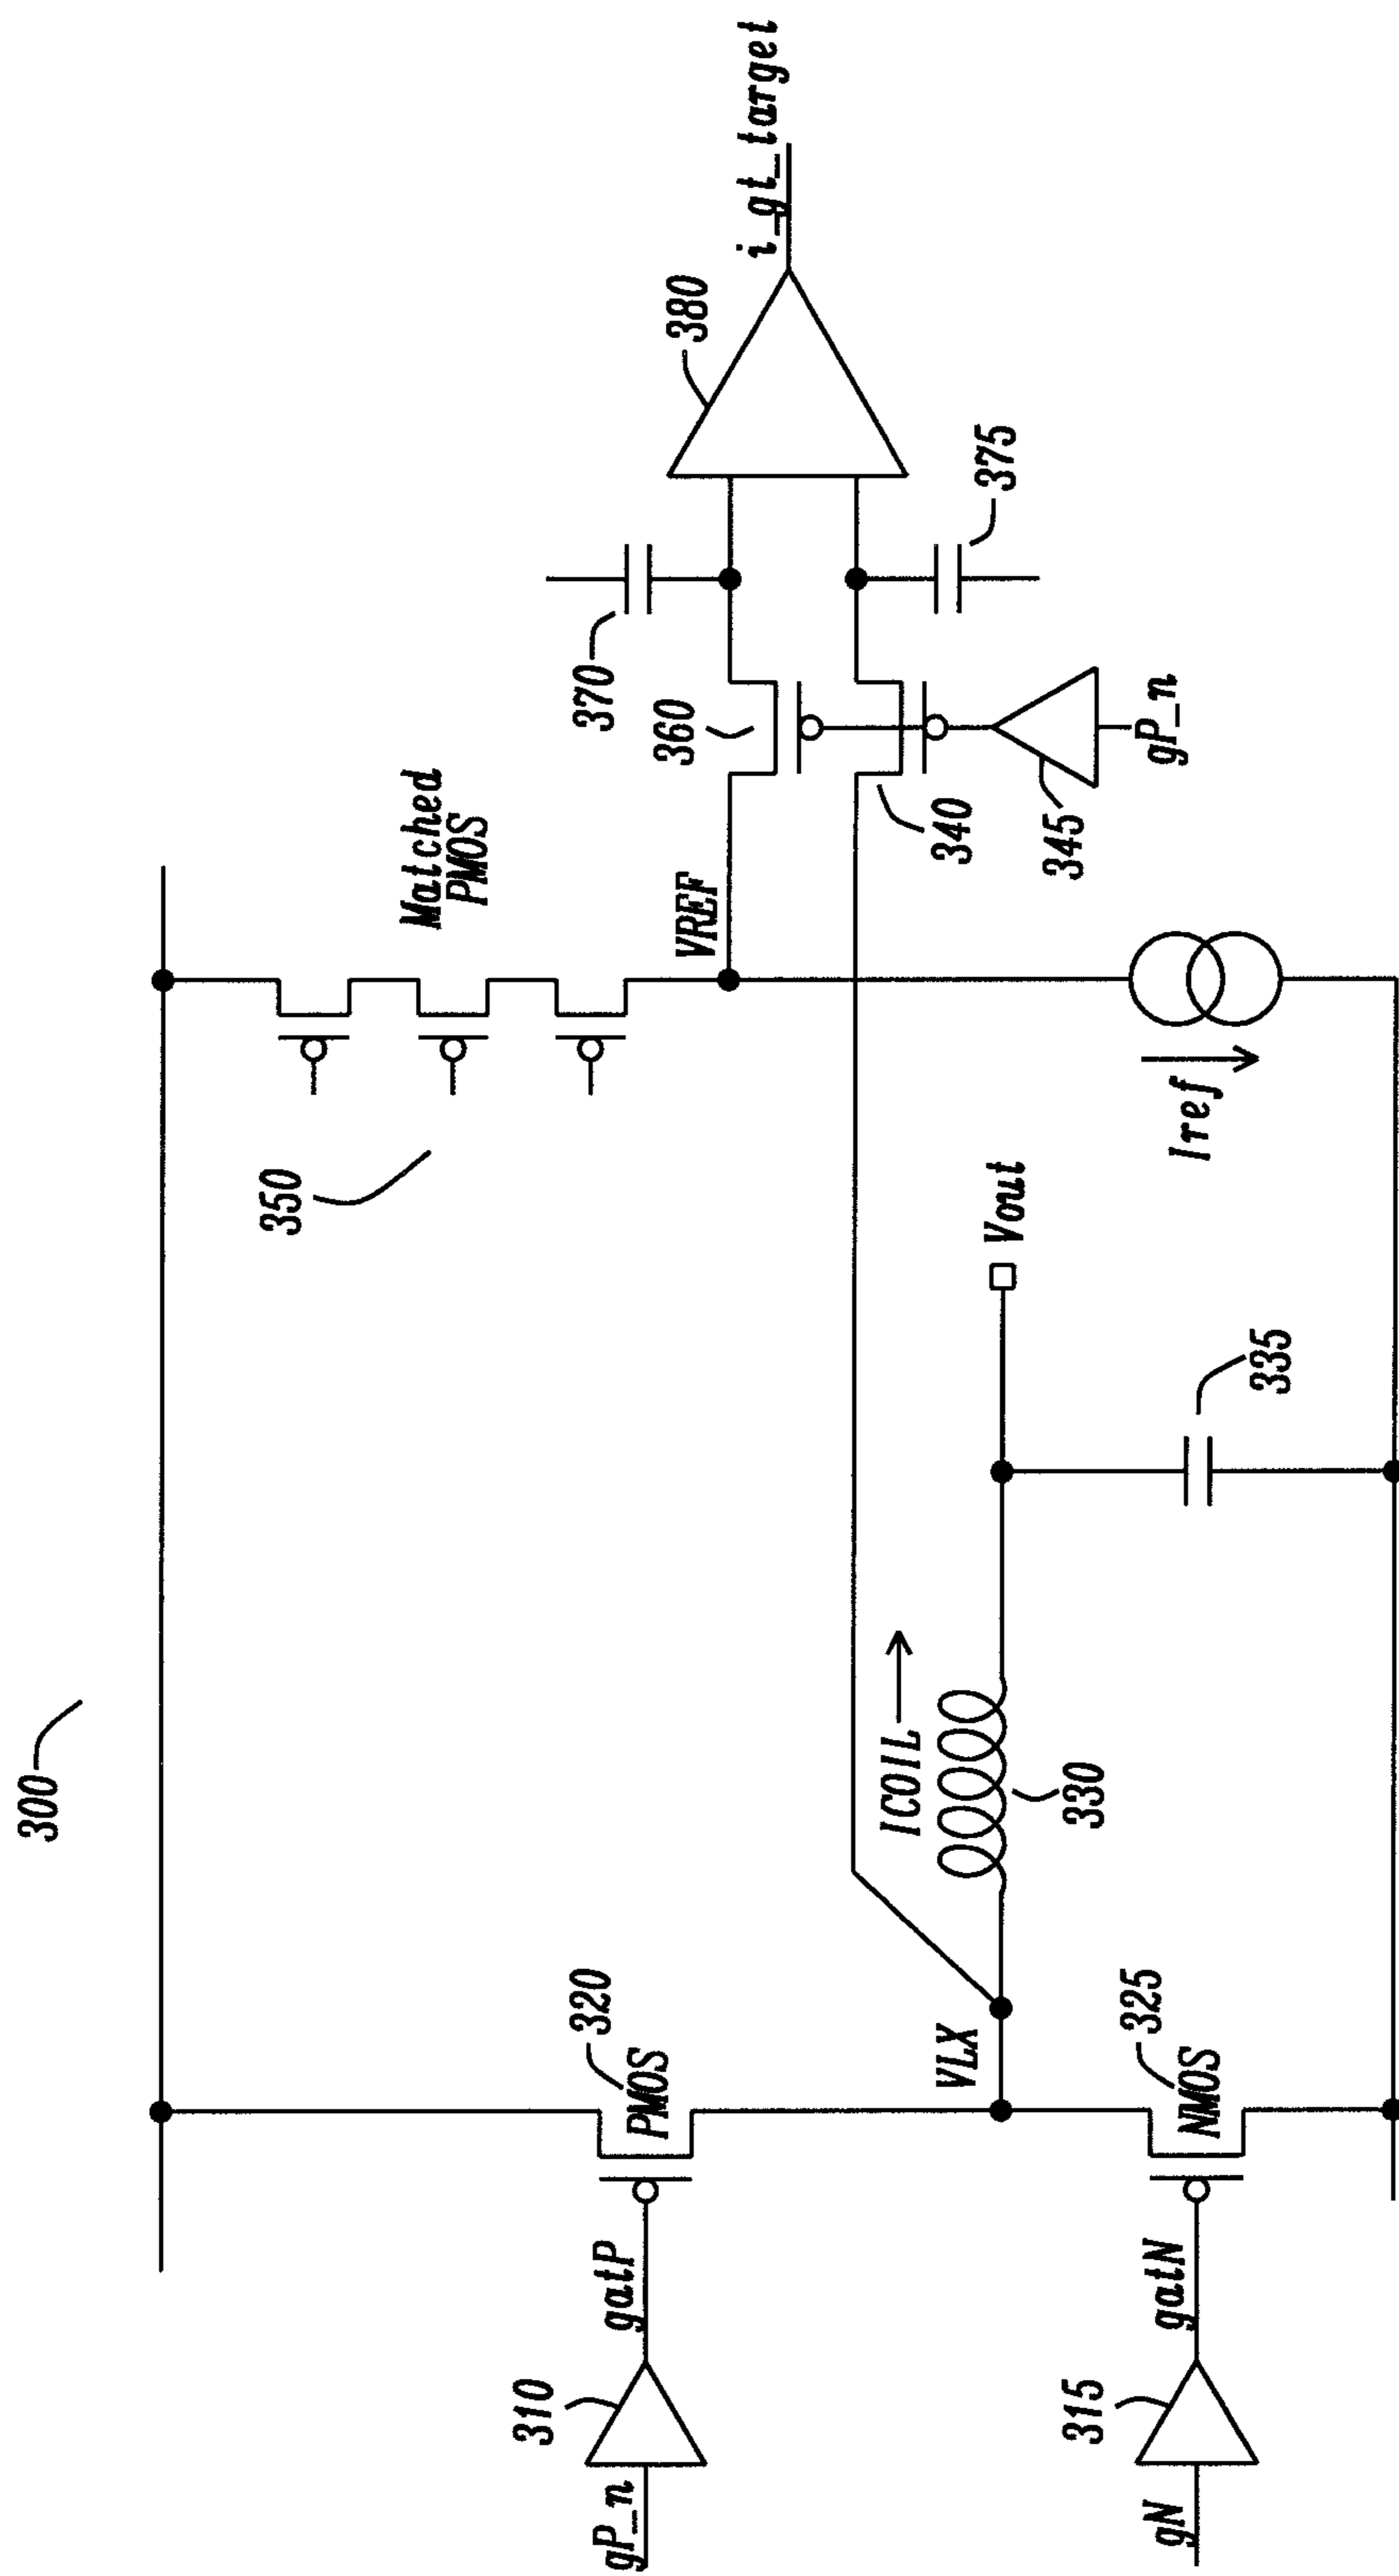 300
350
Matched
PMOS
370
380
i_gt_target
360
VREF
310
gP_n
gatP
320
PMOS
340
375
345
gP_n
ICOIL
VLX
330
Vout
Iref
335
315
gN
gatN
325
NMOS